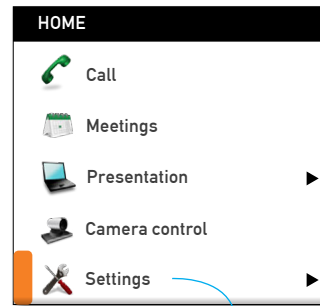 HOME
Call
Meetings
Presentation
Camera control
Settings